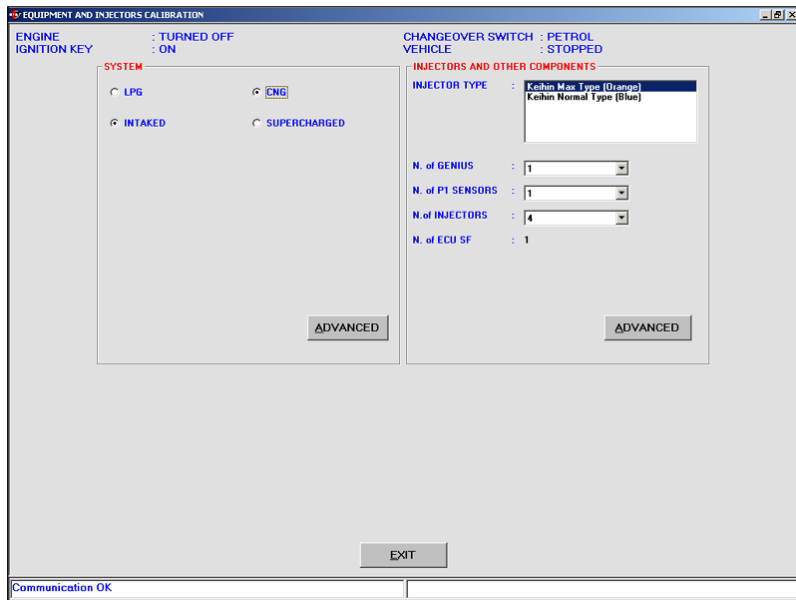 EQUIPMENT AND INJECTORS CALIBRATION
ENGINE : TURNED OFF
IGNITION KEY : ON
CHANGEOVER SWITCH : PETROL
VEHICLE : STOPPED
SYSTEM
LPG CNG
INTAKED SUPERCHARGED
ADVANCED
INJECTORS AND OTHER COMPONENTS
INJECTOR TYPE : Keihin Max Type (Orange)
Keihin Normal Type (Blue)
N. of GENIUS : 1
N. of P1 SENSORS : 1
N.of INJECTORS : 4
N. of ECU SF : 1
ADVANCED
EXIT
Communication OK